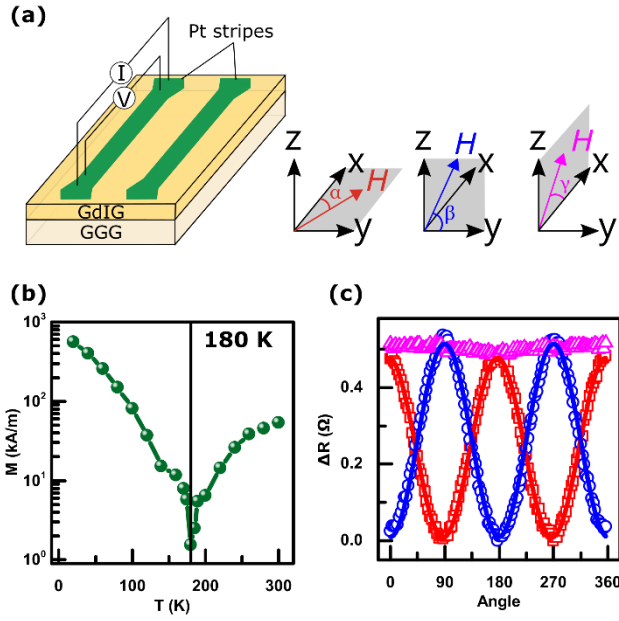 (a)
Pt stripes
I
V
GdIG
GGG
z x H α y
z H x β y
z H x γ y
(b)
180 K
10³
10²
10¹
10⁰
M (kA/m)
0 100 200 300
T (K)
(c)
0.4
0.2
0.0
ΔR (Ω)
0 90 180 270 360
Angle